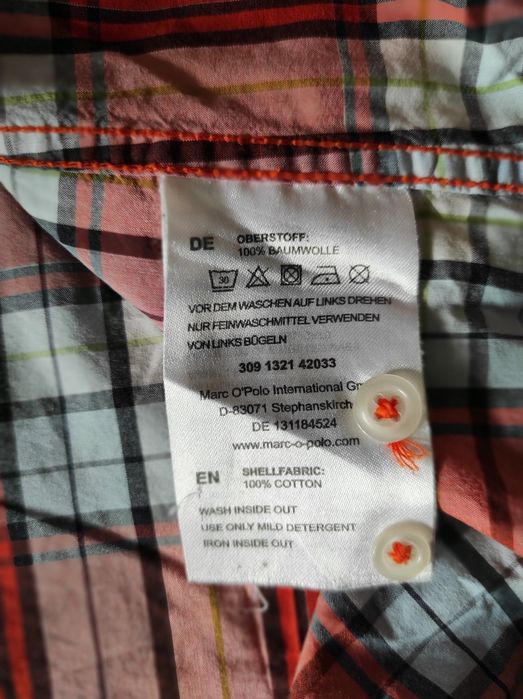 DE OBERSTOFF:
100% BAUMWOLLE
30
VOR DEM WASCHEN AUF LINKS DREHEN
NUR FEINWASCHMITTEL VERWENDEN
VON LINKS BÜGELN
309 1321 42033
Marc O'Polo International
D-83071 Stephanskirch
DE 131184524
www.marc-o-polo.com
EN SHELLFABRIC:
100% COTTON
WASH INSIDE OUT
USE ONLY MILD DETERGENT
IRON INSIDE OUT